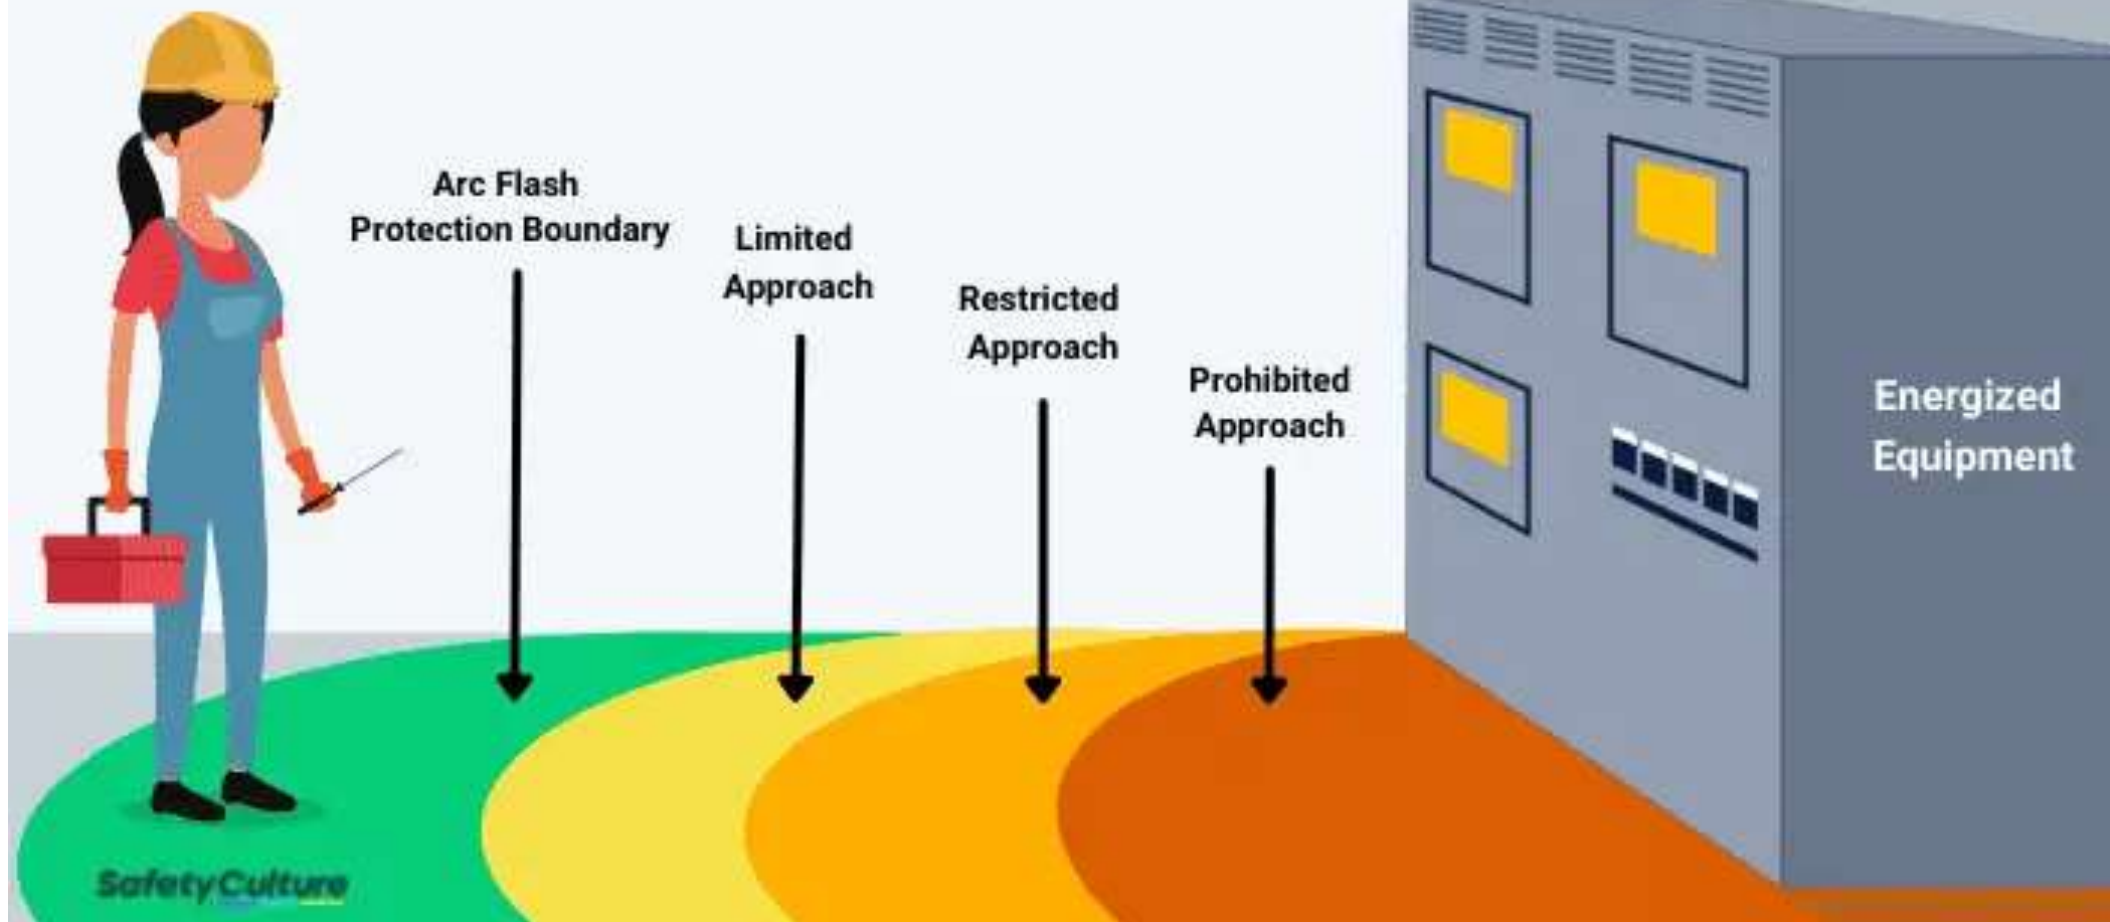 Arc Flash
Protection Boundary
Limited
Approach
Restricted
Approach
Prohibited
Approach
Energized
Equipment
SafetyCulture